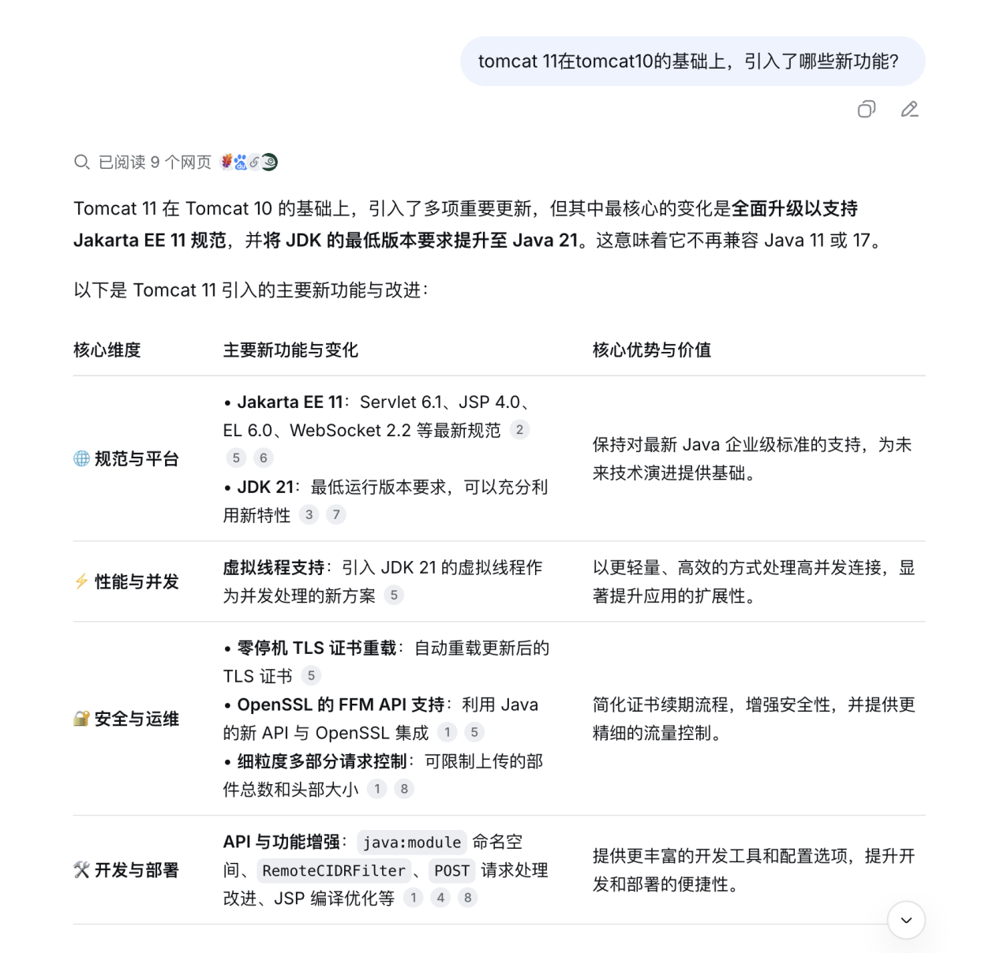 tomcat 11在tomcat10的基础上，引入了哪些新功能?
已阅读 9 个网页
Tomcat 11 在 Tomcat 10 的基础上，引入了多项重要更新，但其中最核心的变化是全面升级以支持
Jakarta EE 11 规范，并将 JDK 的最低版本要求提升至 Java 21。这意味着它不再兼容 Java 11 或 17。
以下是 Tomcat 11 引入的主要新功能与改进：
核心维度 主要新功能与变化 核心优势与价值
🌐 规范与平台
• Jakarta EE 11：Servlet 6.1、JSP 4.0、
EL 6.0、WebSocket 2.2 等最新规范 2
5 6
• JDK 21：最低运行版本要求，可以充分利
用新特性 3 7
保持对最新 Java 企业级标准的支持，为未
来技术演进提供基础。
⚡ 性能与并发
虚拟线程支持：引入 JDK 21 的虚拟线程作
为并发处理的新方案 5
以更轻量、高效的方式处理高并发连接，显
著提升应用的扩展性。
🔐 安全与运维
• 零停机 TLS 证书重载：自动重载更新后的
TLS 证书 5
• OpenSSL 的 FFM API 支持：利用 Java
的新 API 与 OpenSSL 集成 1 5
• 细粒度多部分请求控制：可限制上传的部
件总数和头部大小 1 8
简化证书续期流程，增强安全性，并提供更
精细的流量控制。
🛠️ 开发与部署
API 与功能增强：java:module 命名空
间、RemoteCIDRFilter、POST 请求处理
改进、JSP 编译优化等 1 4 8
提供更丰富的开发工具和配置选项，提升开
发和部署的便捷性。